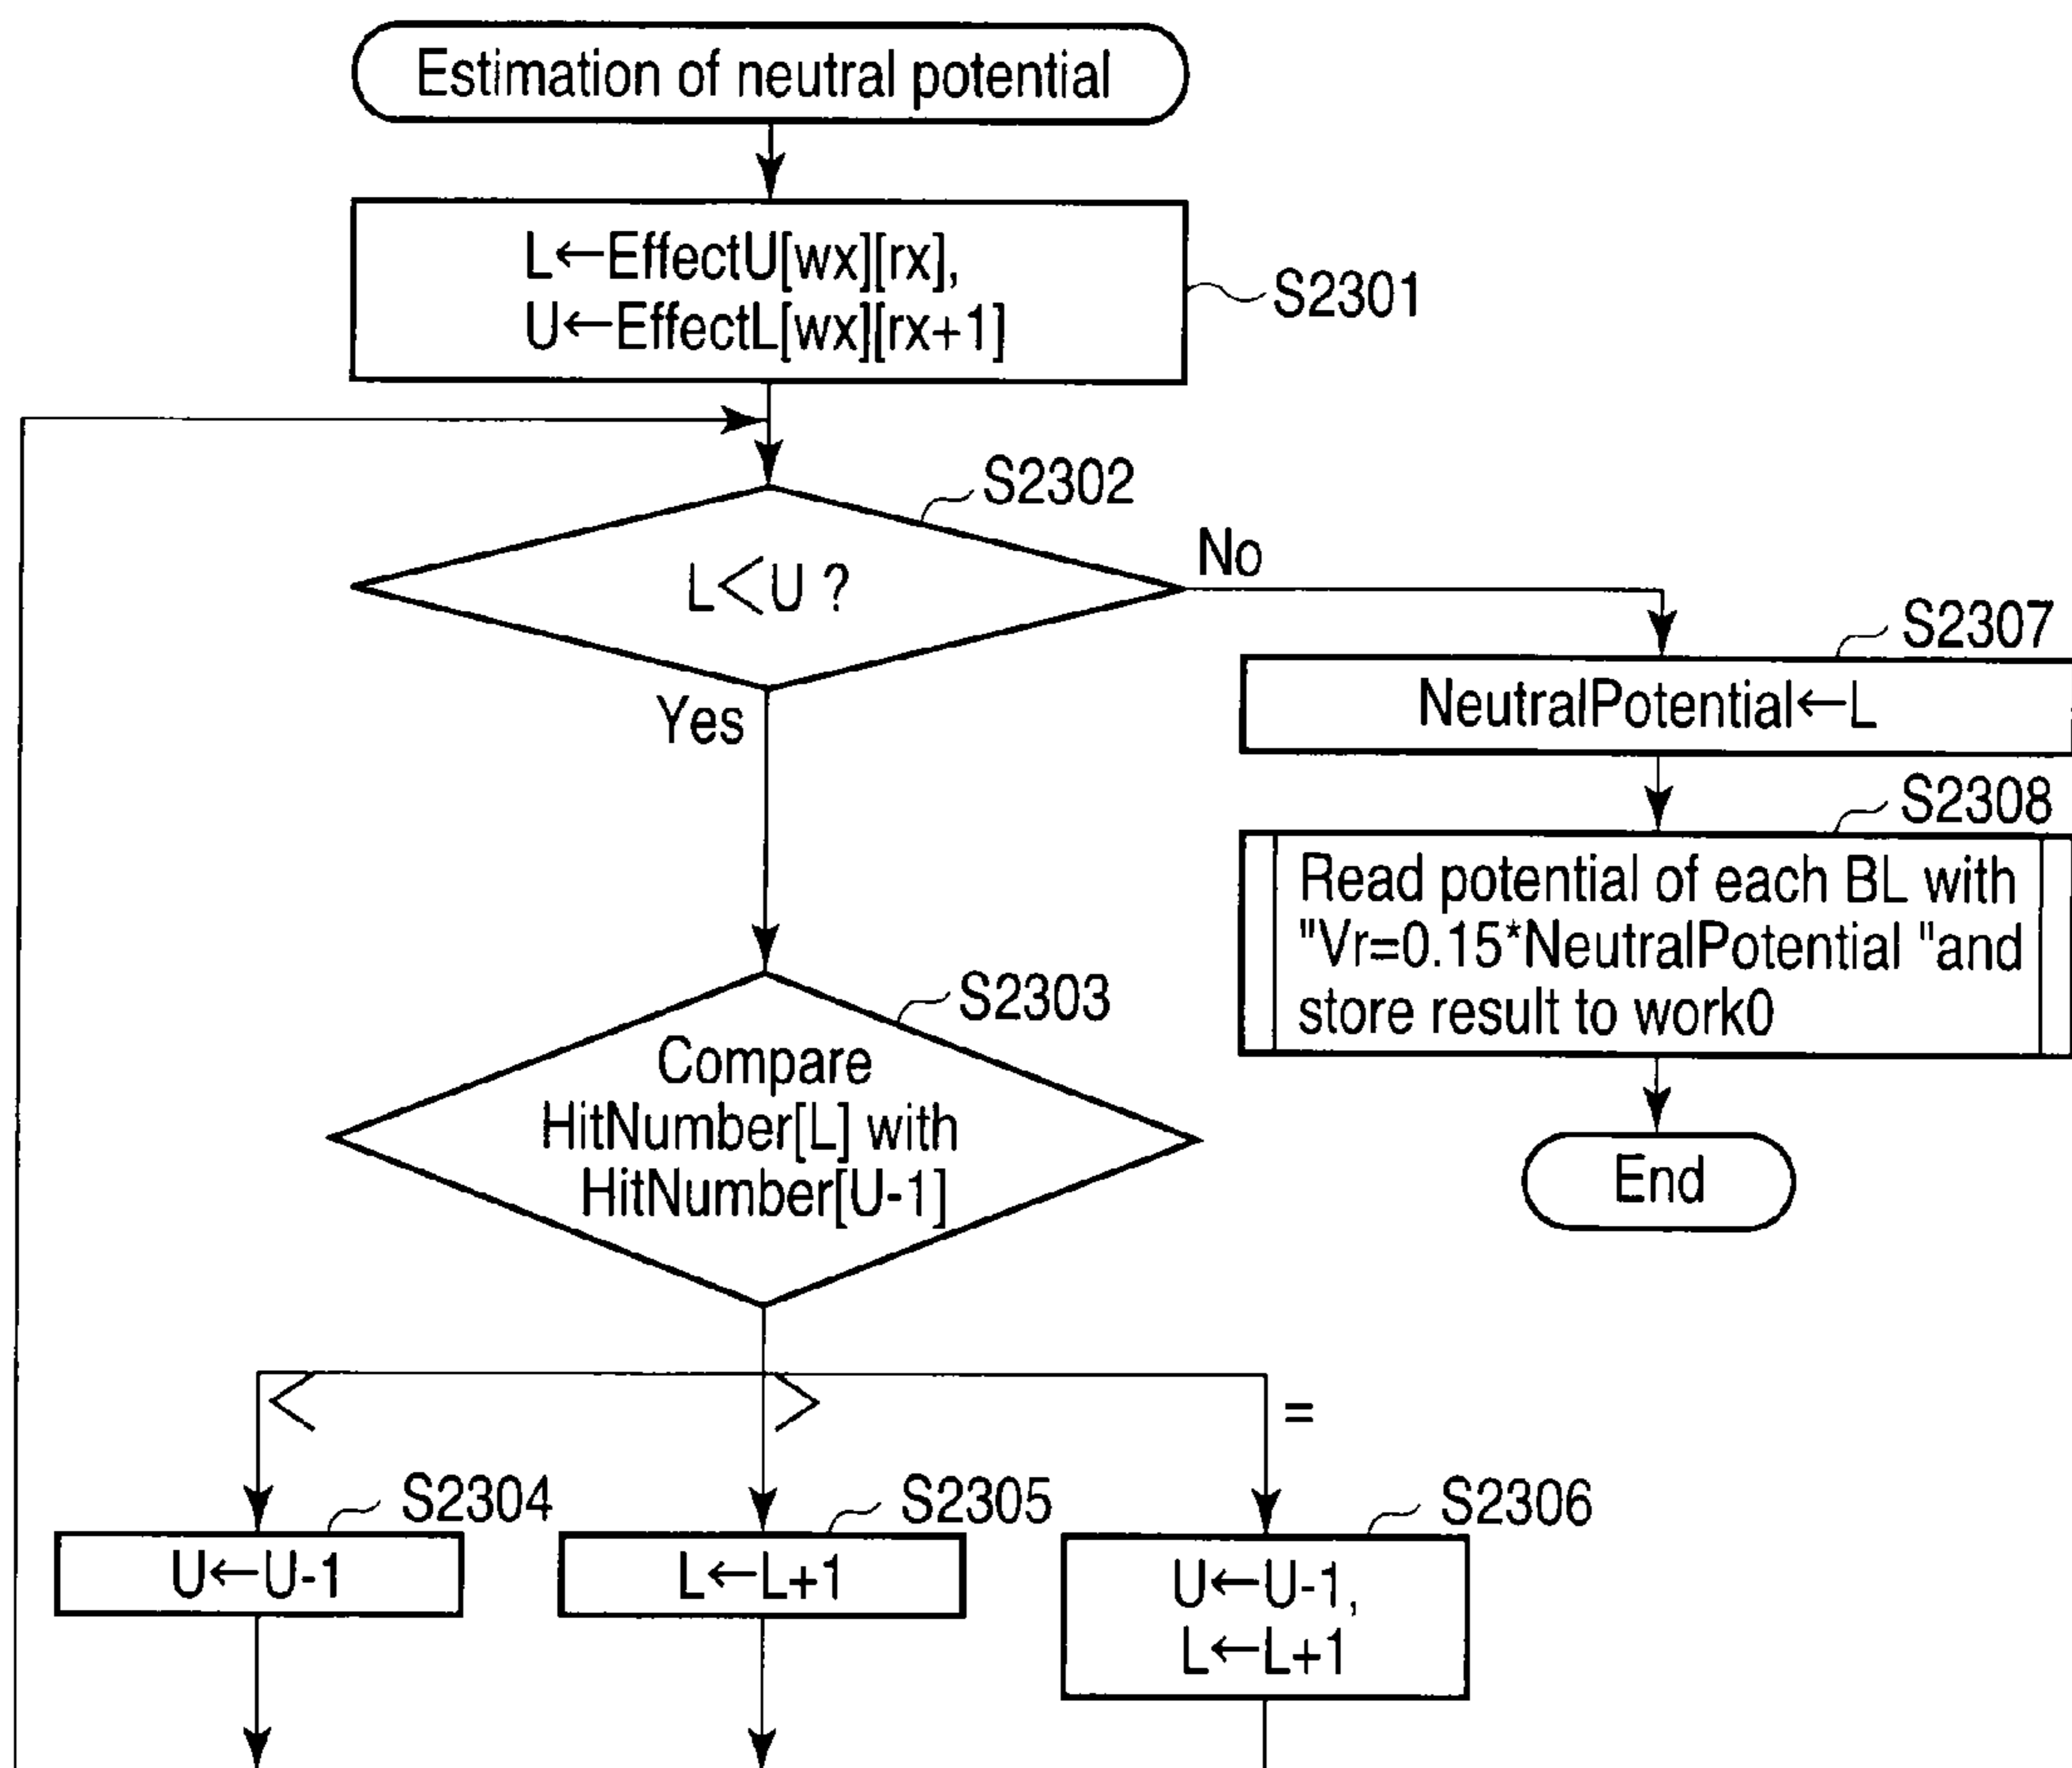 Estimation of neutral potential
L←EffectU[wx][rx],
U←EffectL[wx][rx+1]
S2301
S2302
L<U ?
No
Yes
S2307
NeutralPotential←L
S2308
Read potential of each BL with
"Vr=0.15*NeutralPotential "and
store result to work0
End
S2303
Compare
HitNumber[L] with
HitNumber[U-1]
<
>
=
S2304
U←U-1
S2305
L←L+1
S2306
U←U-1,
L←L+1